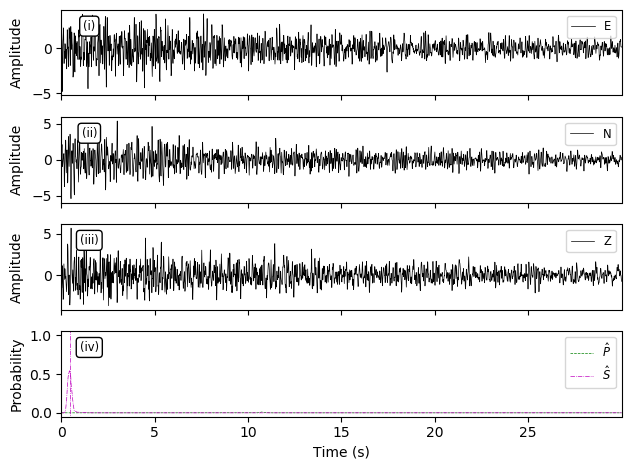 Amplitude
0
−5
(i)
E
Amplitude
5
0
−5
(ii)
N
Amplitude
5
0
(iii)
Z
Probability
1.0
0.5
0.0
(iv)
P̂
Ŝ
0 5 10 15 20 25
Time (s)